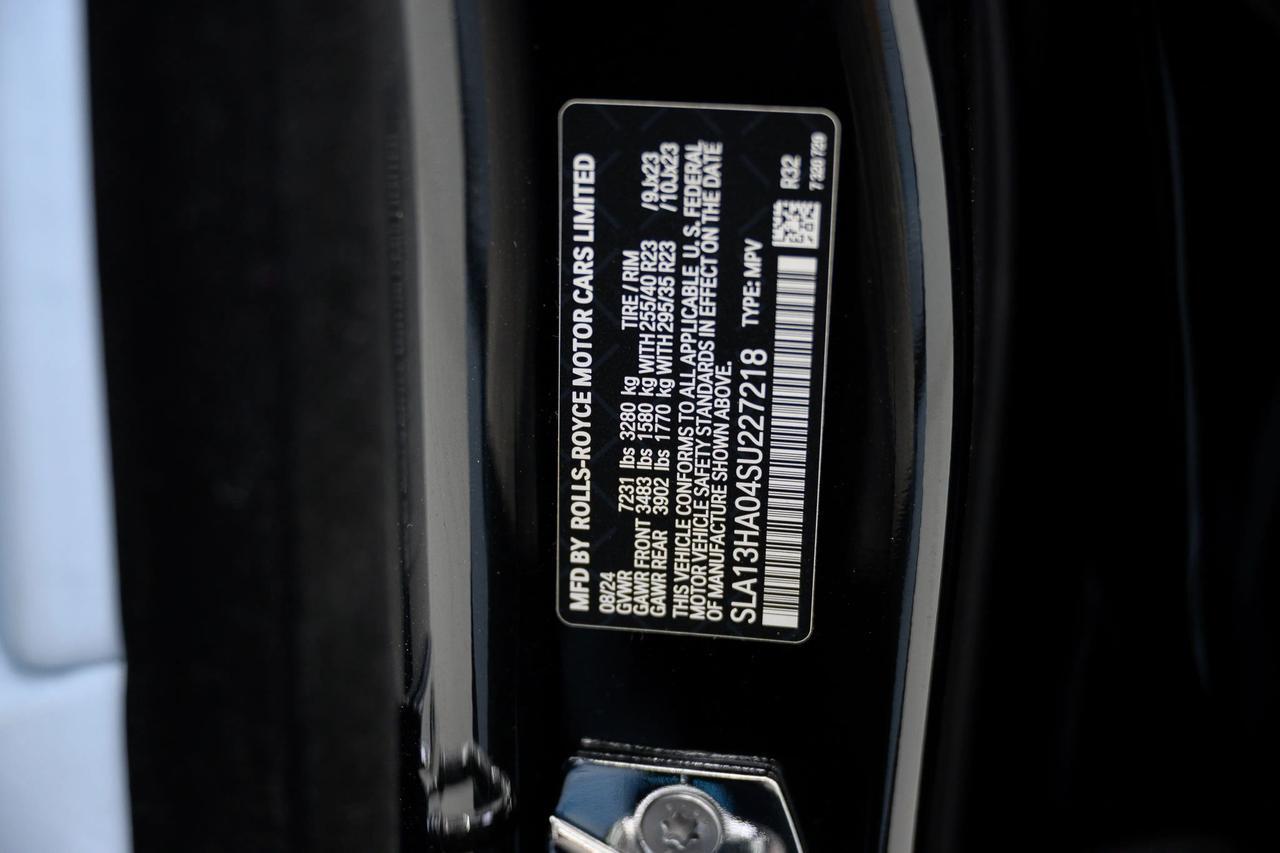 MFD BY ROLLS-ROYCE MOTOR CARS LIMITED
08/24
GVWR 7231 lbs 3280 kg TIRE / RIM
GAWR FRONT 3483 lbs 1580 kg WITH 255/40 R23 /9Jx23
GAWR REAR 3902 lbs 1770 kg WITH 295/35 R23 /10Jx23
THIS VEHICLE CONFORMS TO ALL APPLICABLE U. S. FEDERAL
MOTOR VEHICLE SAFETY STANDARDS IN EFFECT ON THE DATE
OF MANUFACTURE SHOWN ABOVE.
SLA13HA04SU227218 TYPE: MPV
R32
7 320 720